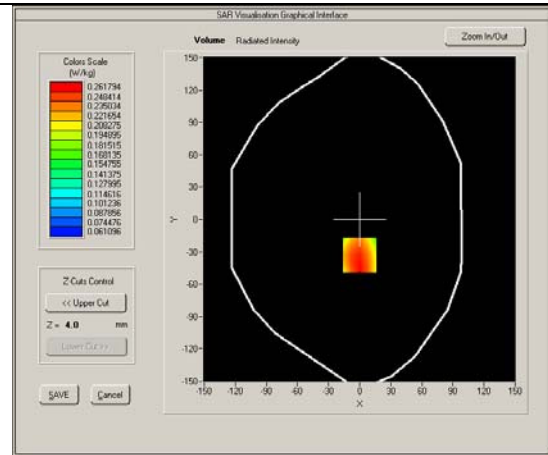 SAR Visualisation Graphical Interface
Volume Radiated Intensity
Zoom In/Out
Colors Scale
(W/kg)
0.261794
0.248414
0.235034
0.221654
0.208275
0.194895
0.181515
0.168135
0.154755
0.141375
0.127995
0.114616
0.101236
0.087856
0.074476
0.061096
Z Cuts Control
<< Upper Cut
Z = 4.0 mm
Lower Cut >>
SAVE Cancel
150
120
90
60
30
0
-30
-60
-90
-120
-150
Y
-150 -120 -90 -60 -30 0 30 60 90 120 150
X